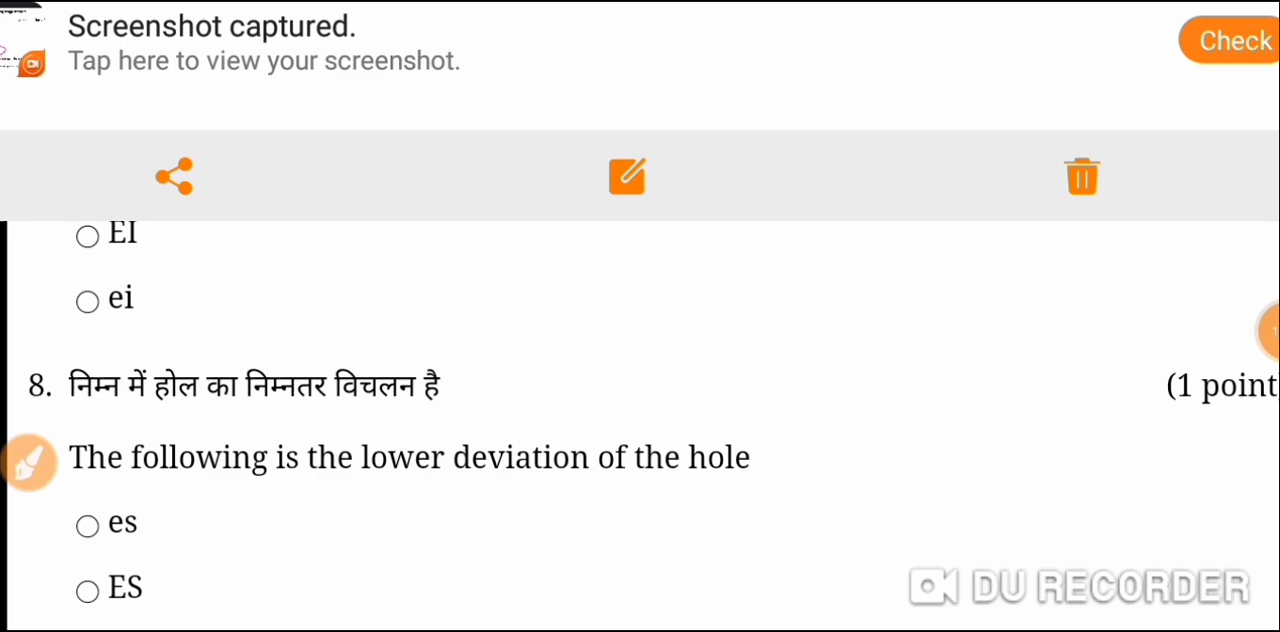 Screenshot captured.
Check
Tap here to view your screenshot.
EI
ei
8. निम्न में होल का निम्नतर विचलन है (1 point
The following is the lower deviation of the hole
es
ES
DU RECORDER